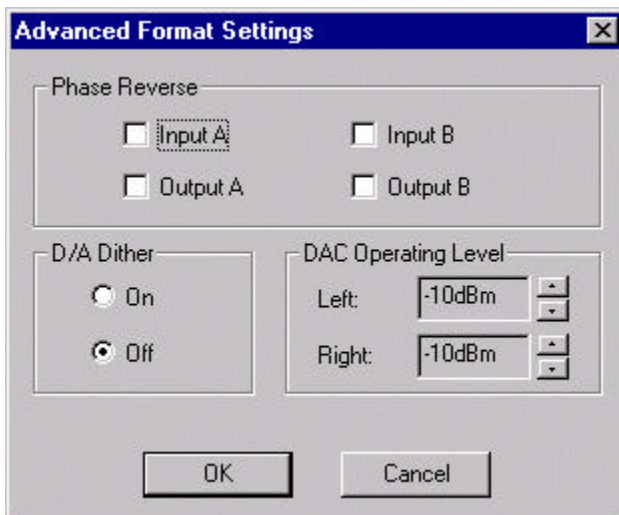 Advanced Format Settings
Phase Reverse
Input A
Input B
Output A
Output B
D/A Dither
On
Off
DAC Operating Level
Left: -10dBm
Right: -10dBm
OK
Cancel